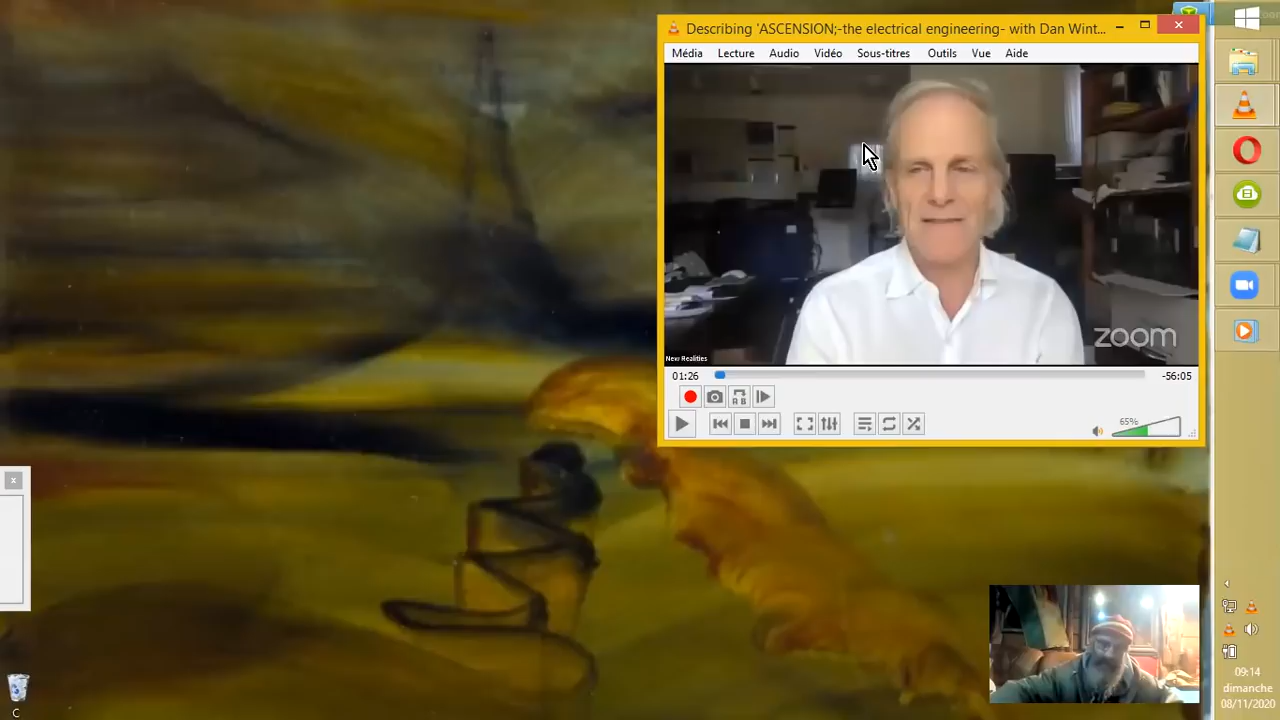 Describing 'ASCENSION;-the electrical engineering- with Dan Wint...
Média Lecture Audio Vidéo Sous-titres Outils Vue Aide
zoom
New Realities
01:26 -56:05
A B
65%
x
C
09:14
dimanche
08/11/2020